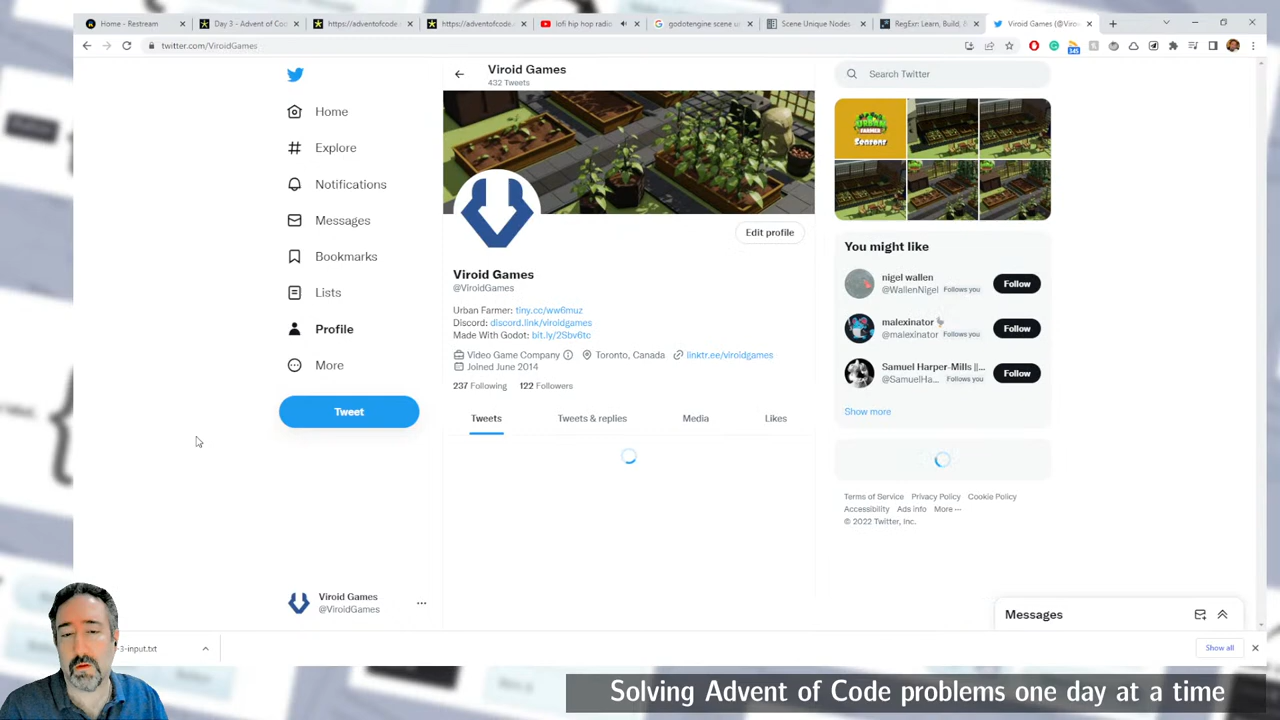 Home - Restream
Day 3 - Advent of Co
https://adventofcode
https://adventofcode
lofi hip hop radio
godotengine scene u
Scene Unique Nodes
RegExr: Learn, Build, &
Viroid Games (@Viro
twitter.com/ViroidGames
345
Viroid Games
432 Tweets
Search Twitter
Home
Explore
Notifications
Messages
Bookmarks
Lists
Profile
More
Tweet
URBAN
FARMER
Seasons
Edit profile
Viroid Games
@ViroidGames
Urban Farmer: tiny.cc/ww6muz
Discord: discord.link/viroidgames
Made With Godot: bit.ly/2Sbv6tc
Video Game Company Toronto, Canada linktr.ee/viroidgames
Joined June 2014
237 Following 122 Followers
Tweets Tweets & replies Media Likes
You might like
nigel wallen
@WallenNigel Follows you
Follow
malexinator
@malexinator Follows you
Follow
Samuel Harper-Mills ||...
@SamuelHa... Follows you
Follow
Show more
Terms of Service Privacy Policy Cookie Policy
Accessibility Ads info More ···
© 2022 Twitter, Inc.
Viroid Games
@ViroidGames
Messages
-3-input.txt
Show all
Solving Advent of Code problems one day at a time